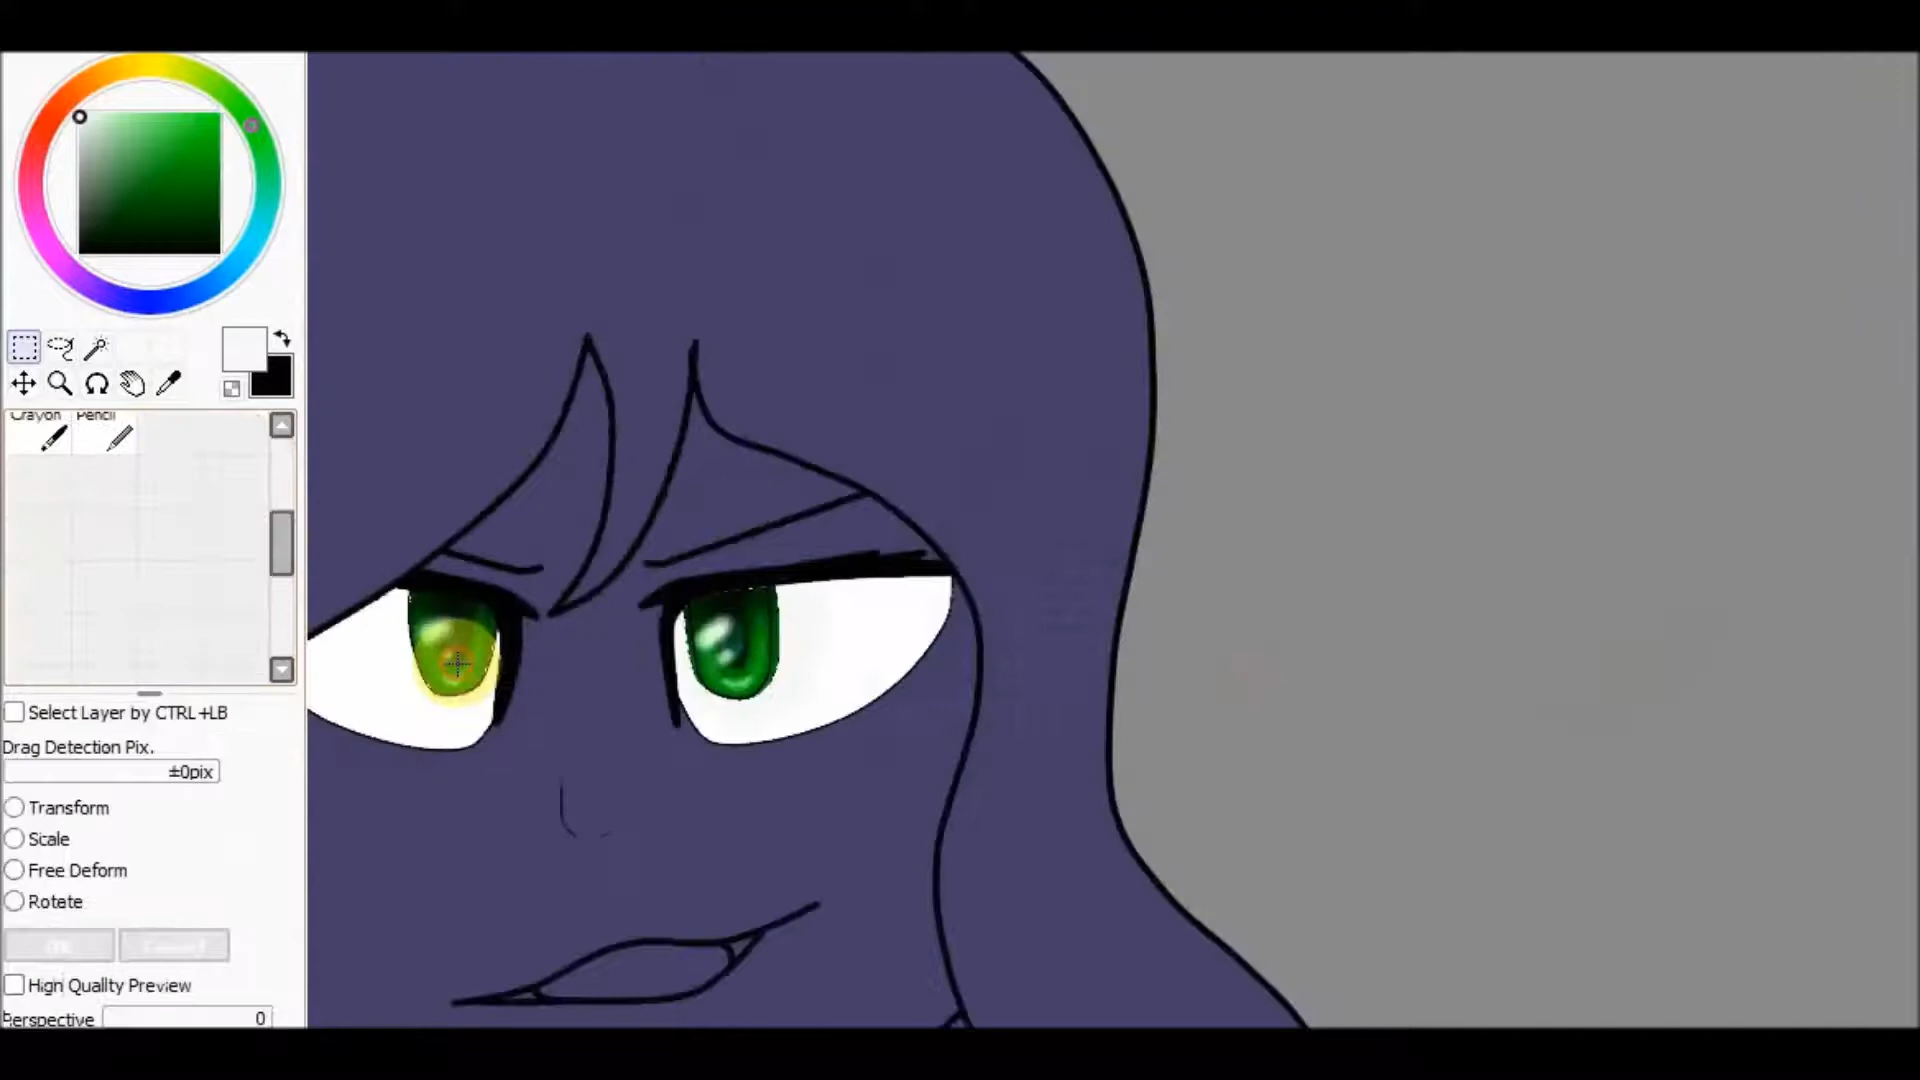 Crayon Pencil
Select Layer by CTRL+LB
Drag Detection Pix.
±0pix
Transform
Scale
Free Deform
Rotete
High Quality Preview
Perspective 0